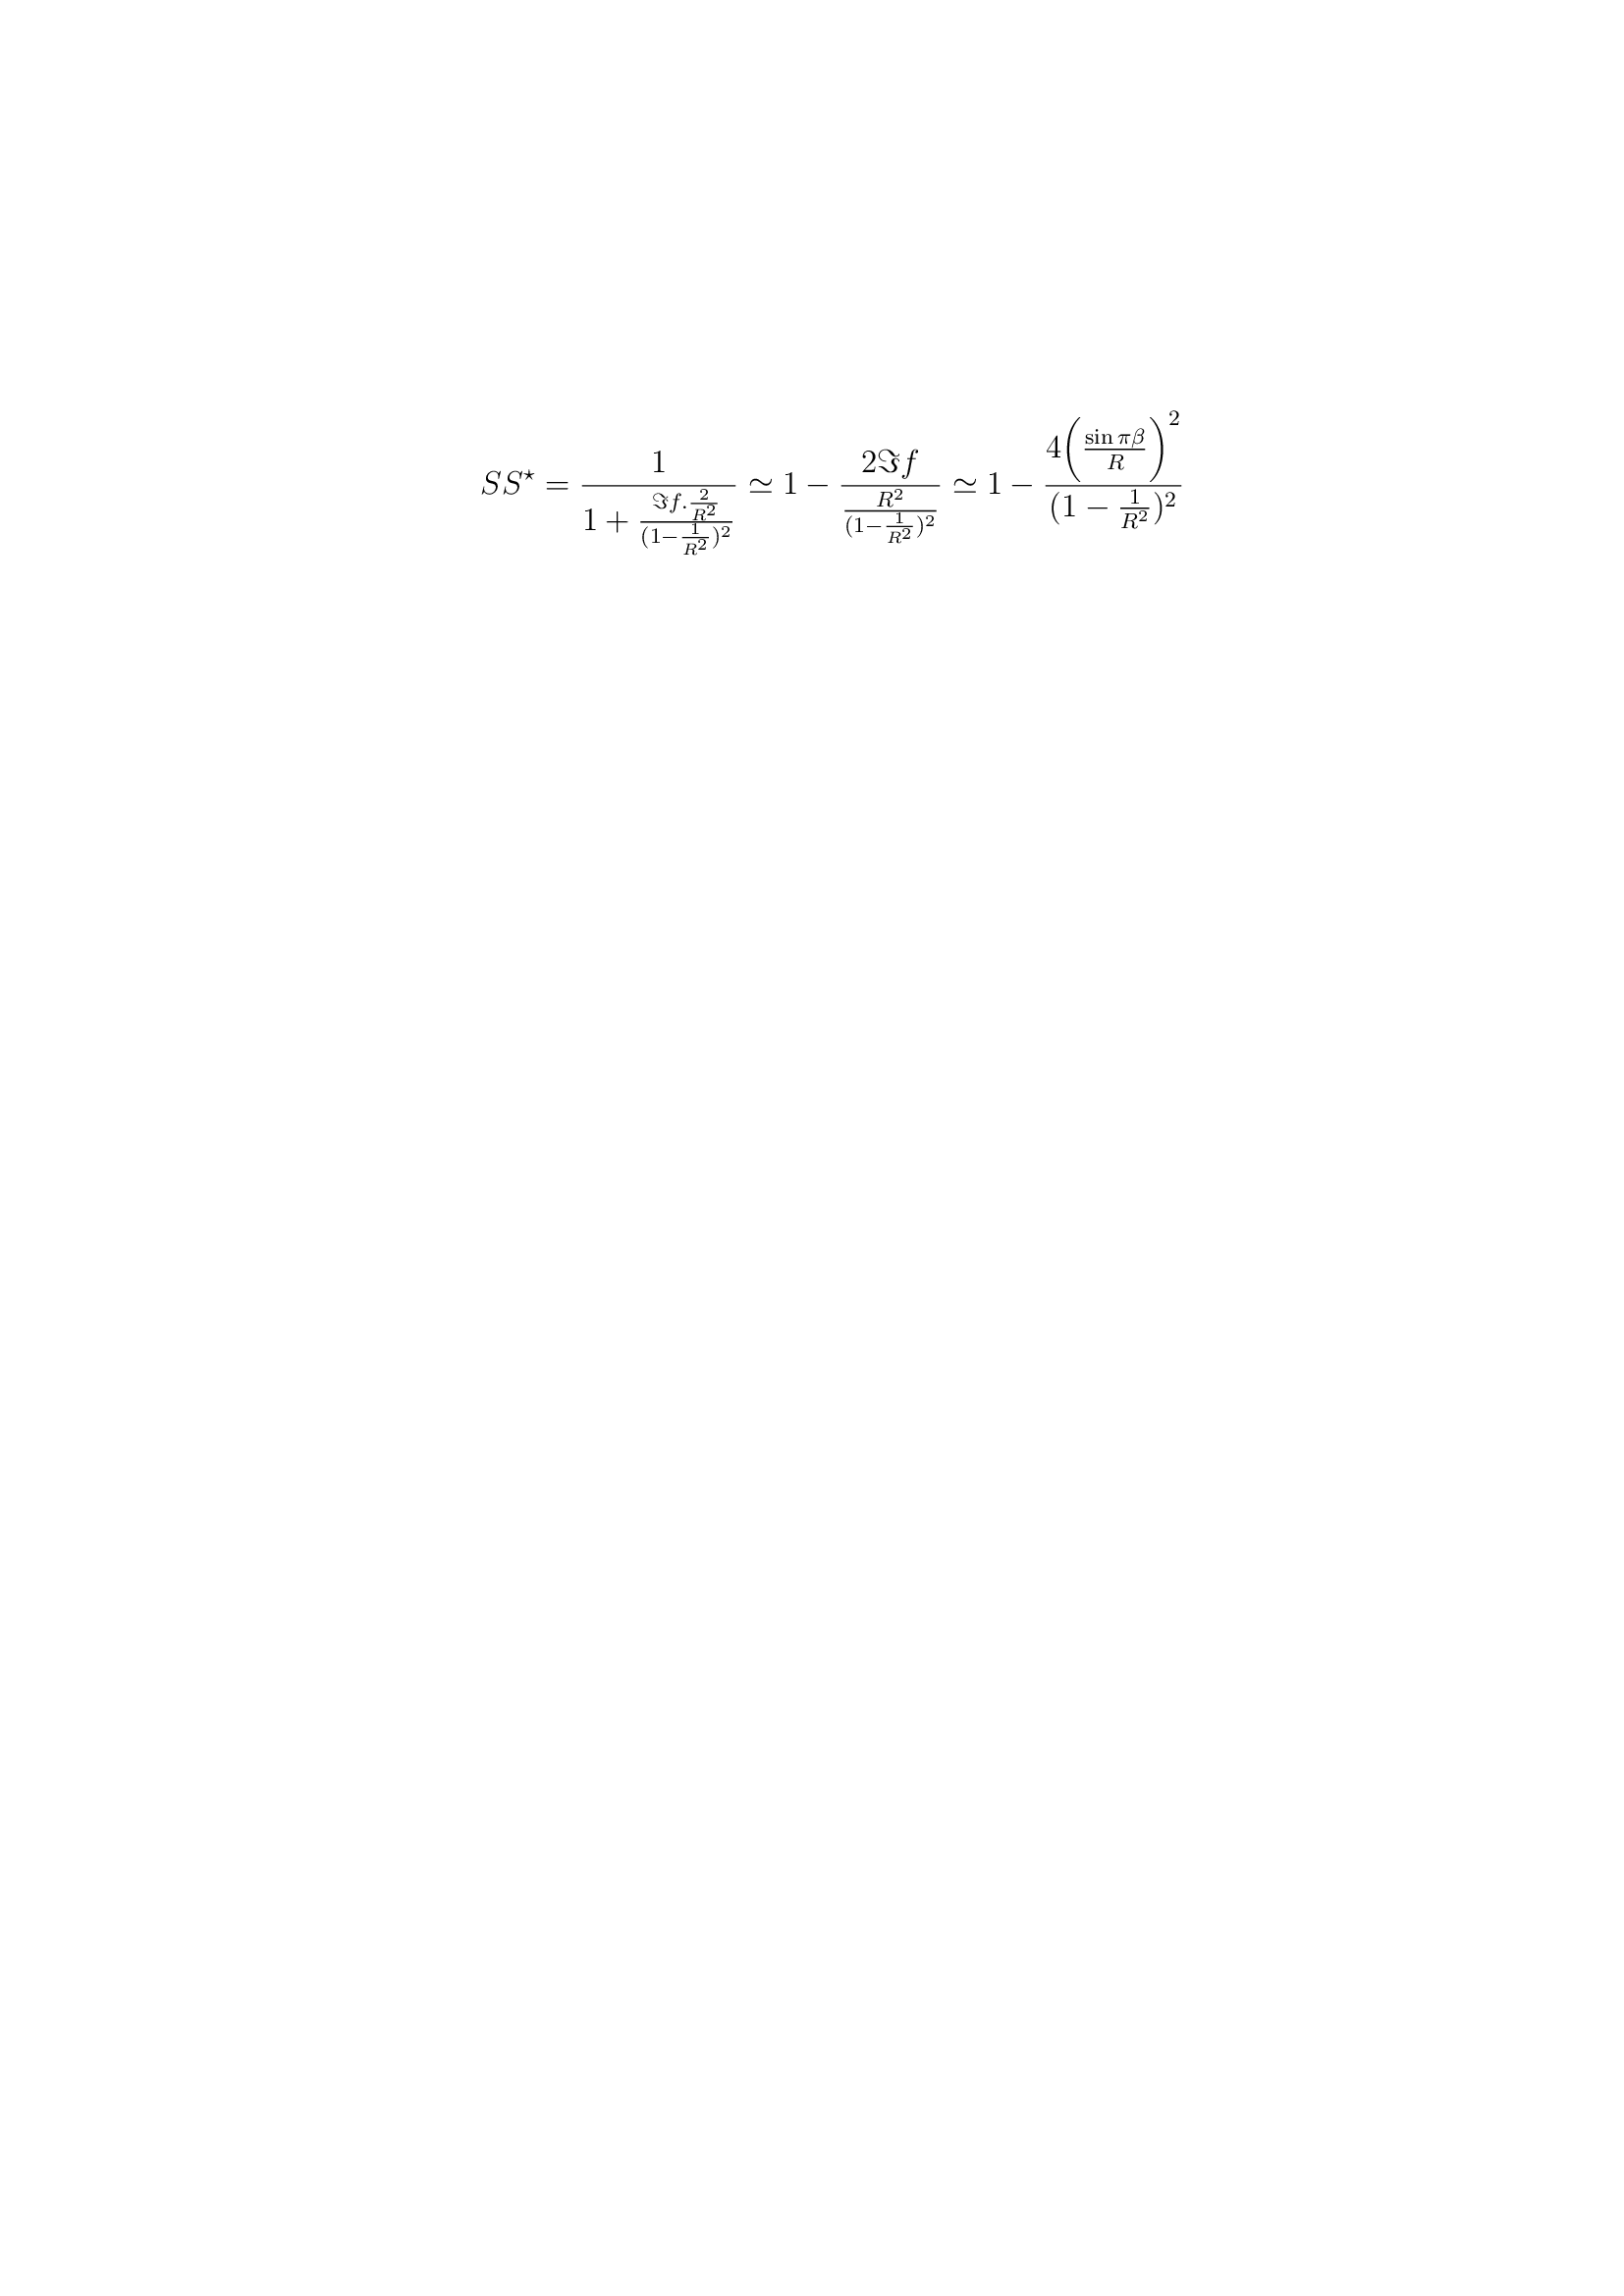 $SS^{\star} = \frac{1}{1 + \frac{\Im f . \frac{2}{R^2}}{(1 - \frac{1}{R^2})^2}} \simeq 1 - \frac{2\Im f}{\frac{R^2}{(1 - \frac{1}{R^2})^2}} \simeq 1 - \frac{4\left(\frac{\sin \pi\beta}{R}\right)^2}{(1 - \frac{1}{R^2})^2}$